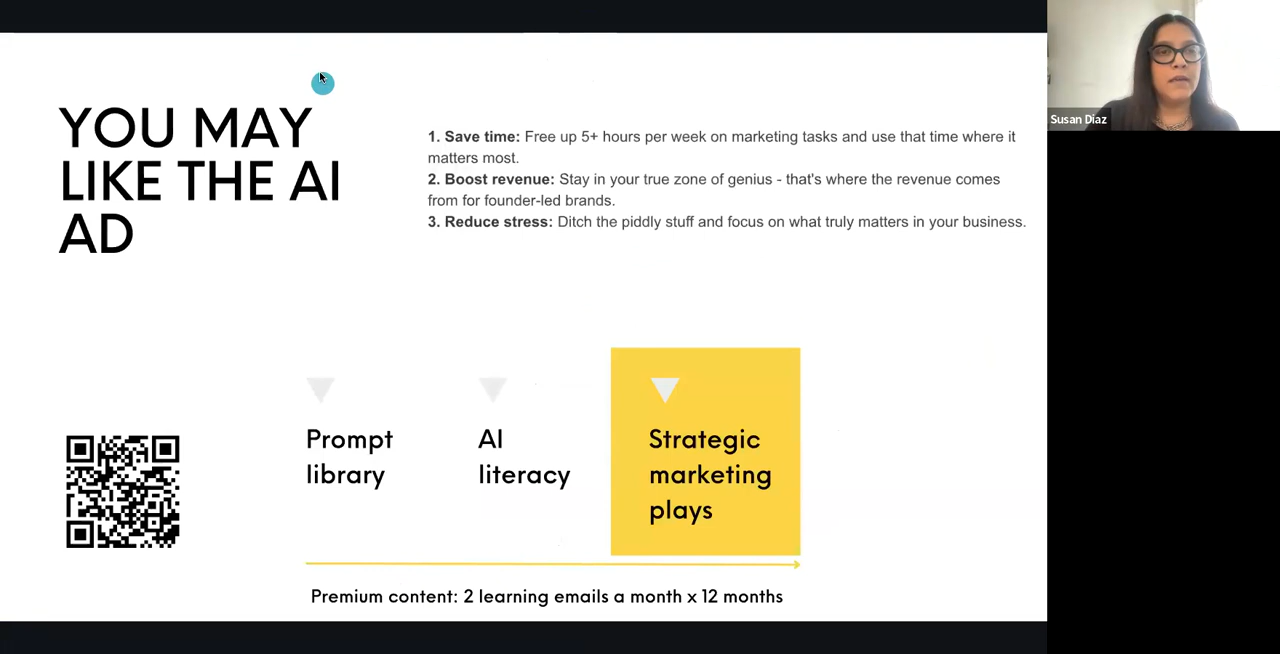 YOU MAY
LIKE THE AI
AD
1. Save time: Free up 5+ hours per week on marketing tasks and use that time where it
matters most.
2. Boost revenue: Stay in your true zone of genius - that's where the revenue comes
from for founder-led brands.
3. Reduce stress: Ditch the piddly stuff and focus on what truly matters in your business.
Prompt
library
AI
literacy
Strategic
marketing
plays
Premium content: 2 learning emails a month x 12 months
Susan Diaz